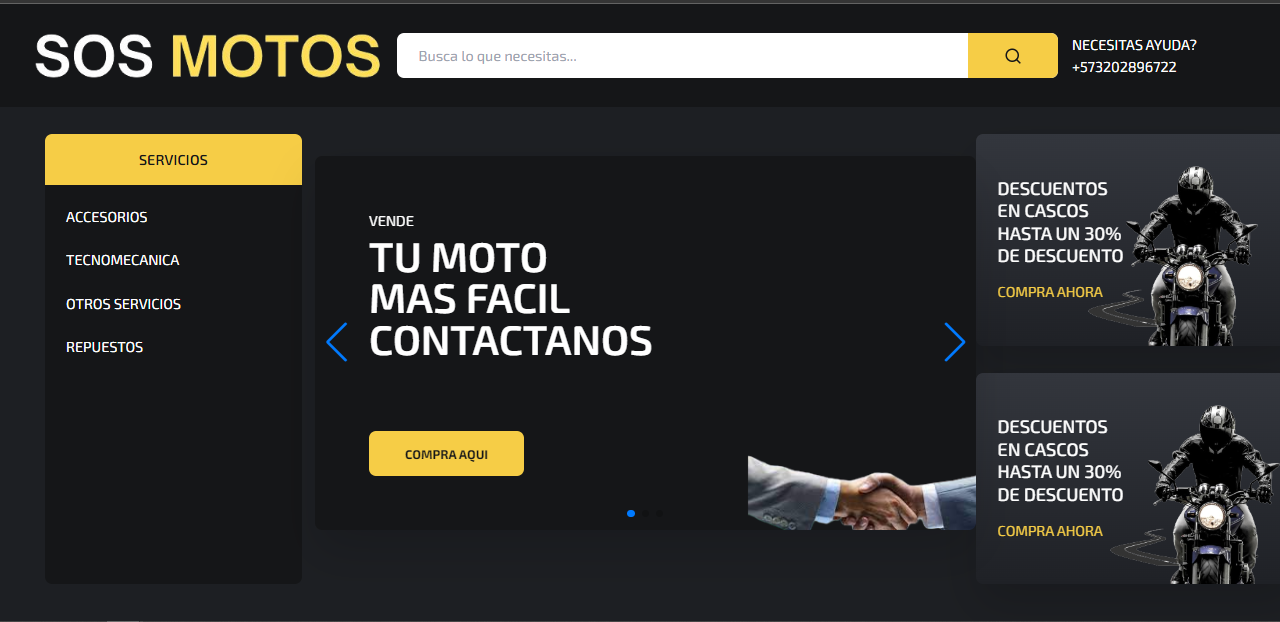 SOS MOTOS
Busca lo que necesitas...
NECESITAS AYUDA?
+573202896722
SERVICIOS
ACCESORIOS
TECNOMECANICA
OTROS SERVICIOS
REPUESTOS
VENDE
TU MOTO
MAS FACIL
CONTACTANOS
COMPRA AQUI
DESCUENTOS
EN CASCOS
HASTA UN 30%
DE DESCUENTO
COMPRA AHORA
DESCUENTOS
EN CASCOS
HASTA UN 30%
DE DESCUENTO
COMPRA AHORA